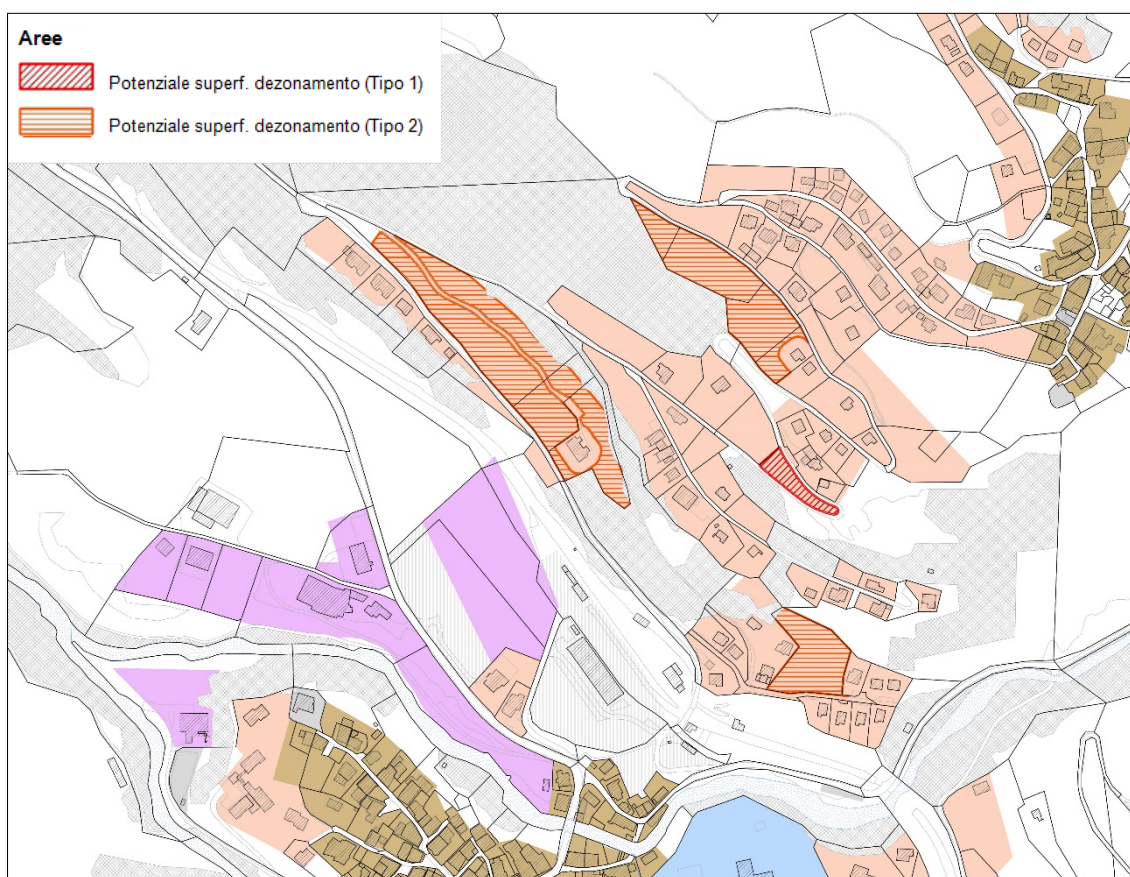 Aree
Potenziale superf. dezonamento (Tipo 1)
Potenziale superf. dezonamento (Tipo 2)